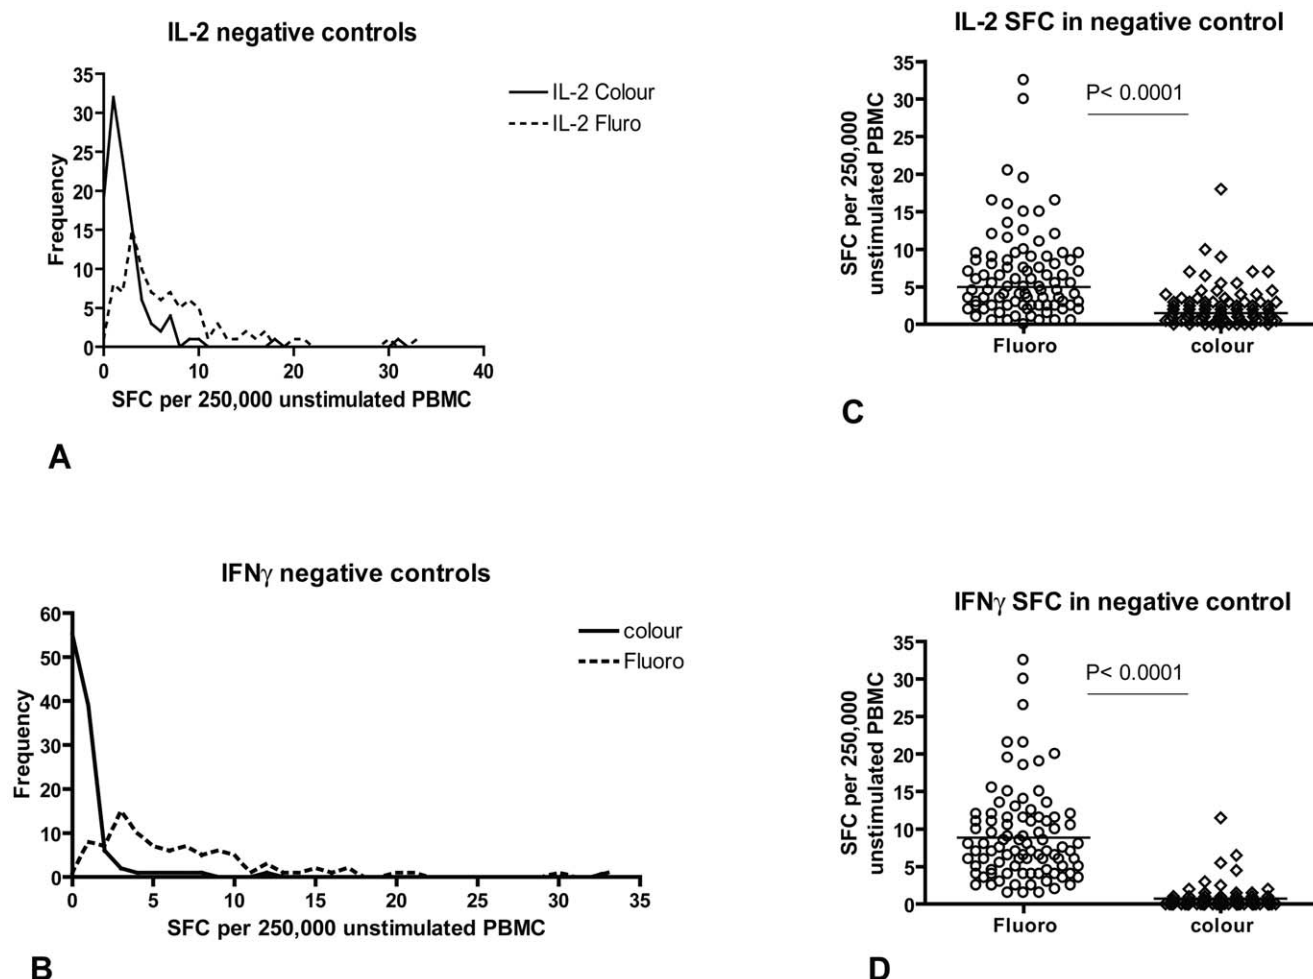 IL-2 negative controls
35
30
25
20
15
10
5
0
Frequency
0 10 20 30 40
SFC per 250,000 unstimulated PBMC
IL-2 Colour
IL-2 Fluro
A
IL-2 SFC in negative control
35
30
25
20
15
10
5
0
SFC per 250,000
unstimulated PBMC
P< 0.0001
Fluoro colour
C
IFNγ negative controls
60
50
40
30
20
10
0
Frequency
0 5 10 15 20 25 30 35
SFC per 250,000 unstimulated PBMC
colour
Fluoro
B
IFNγ SFC in negative control
35
30
25
20
15
10
5
0
SFC per 250,000
unstimulated PBMC
P< 0.0001
Fluoro colour
D